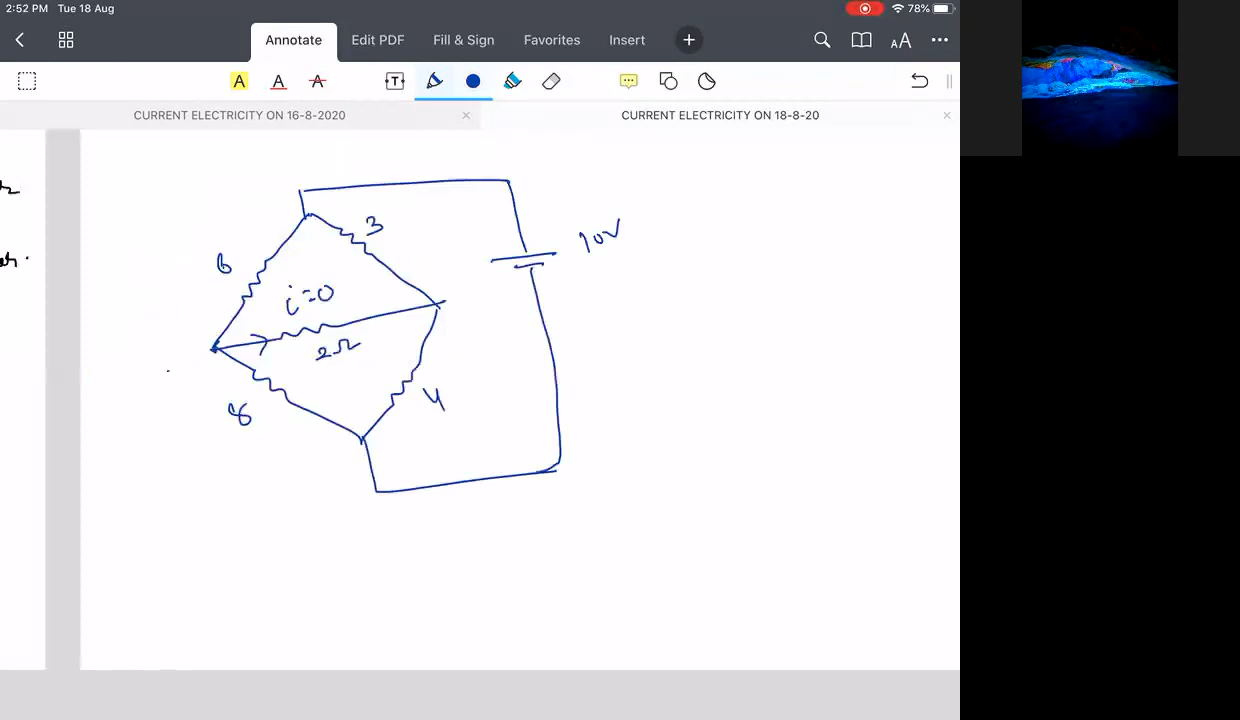 2:52 PM Tue 18 Aug
78%
Annotate Edit PDF Fill & Sign Favorites Insert
AA
A A A T
CURRENT ELECTRICITY ON 16-8-2020
CURRENT ELECTRICITY ON 18-8-20
3
10V
6
i=0
2Ω
8
4